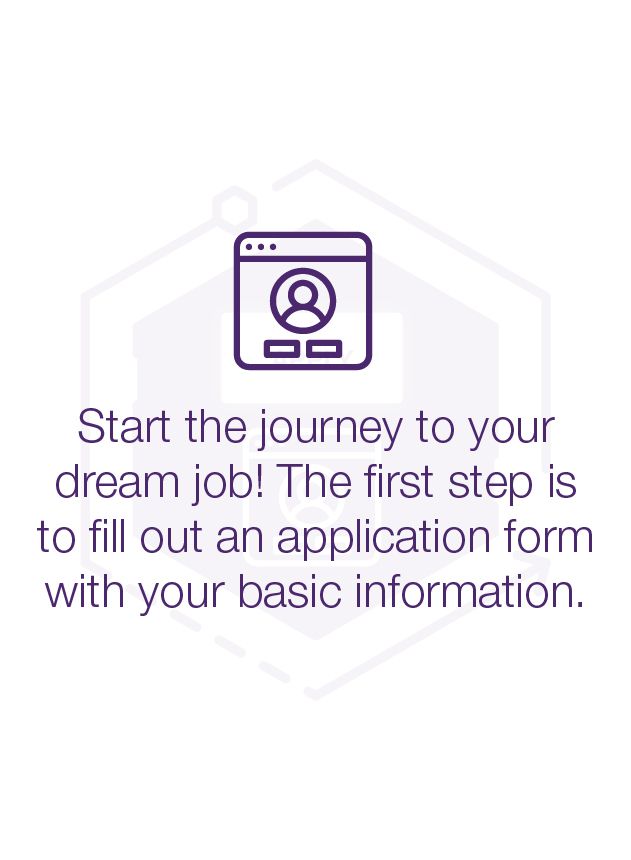 Start the journey to your
dream job! The first step is
to fill out an application form
with your basic information.